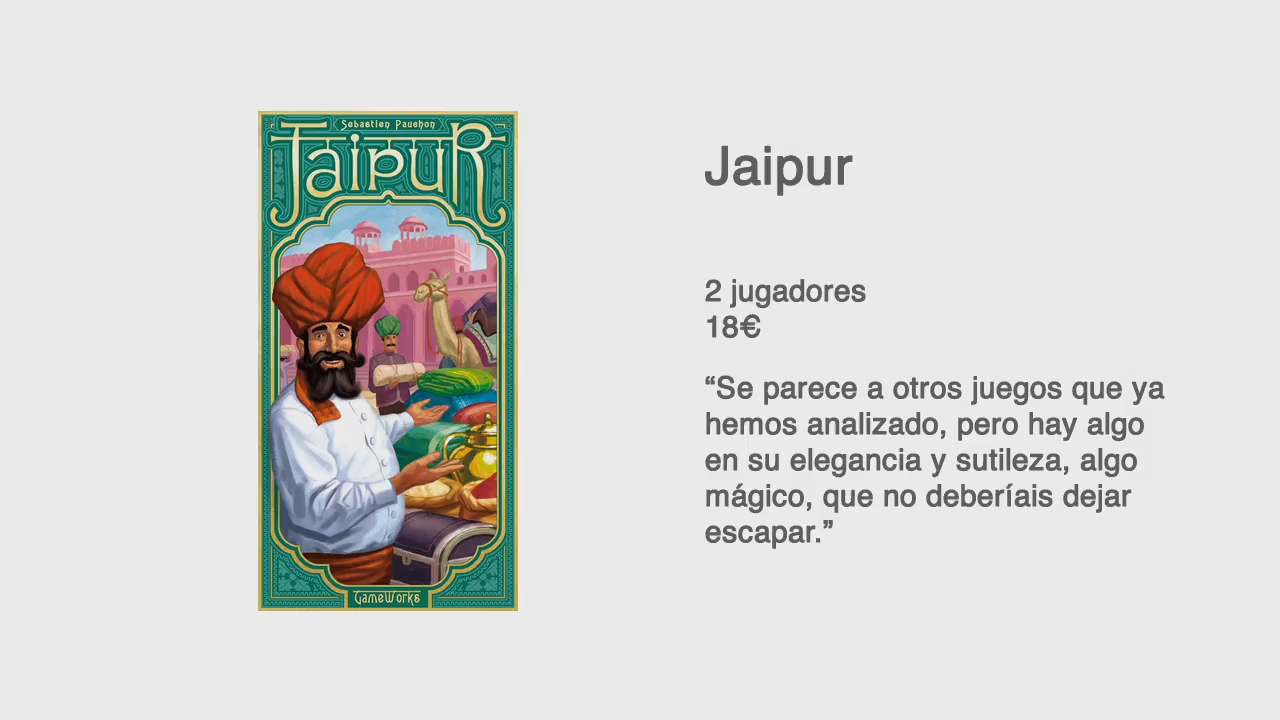 Sebastien Pauchon
Jaipur
GameWorks
Jaipur
2 jugadores
18€
“Se parece a otros juegos que ya
hemos analizado, pero hay algo
en su elegancia y sutileza, algo
mágico, que no deberíais dejar
escapar.”